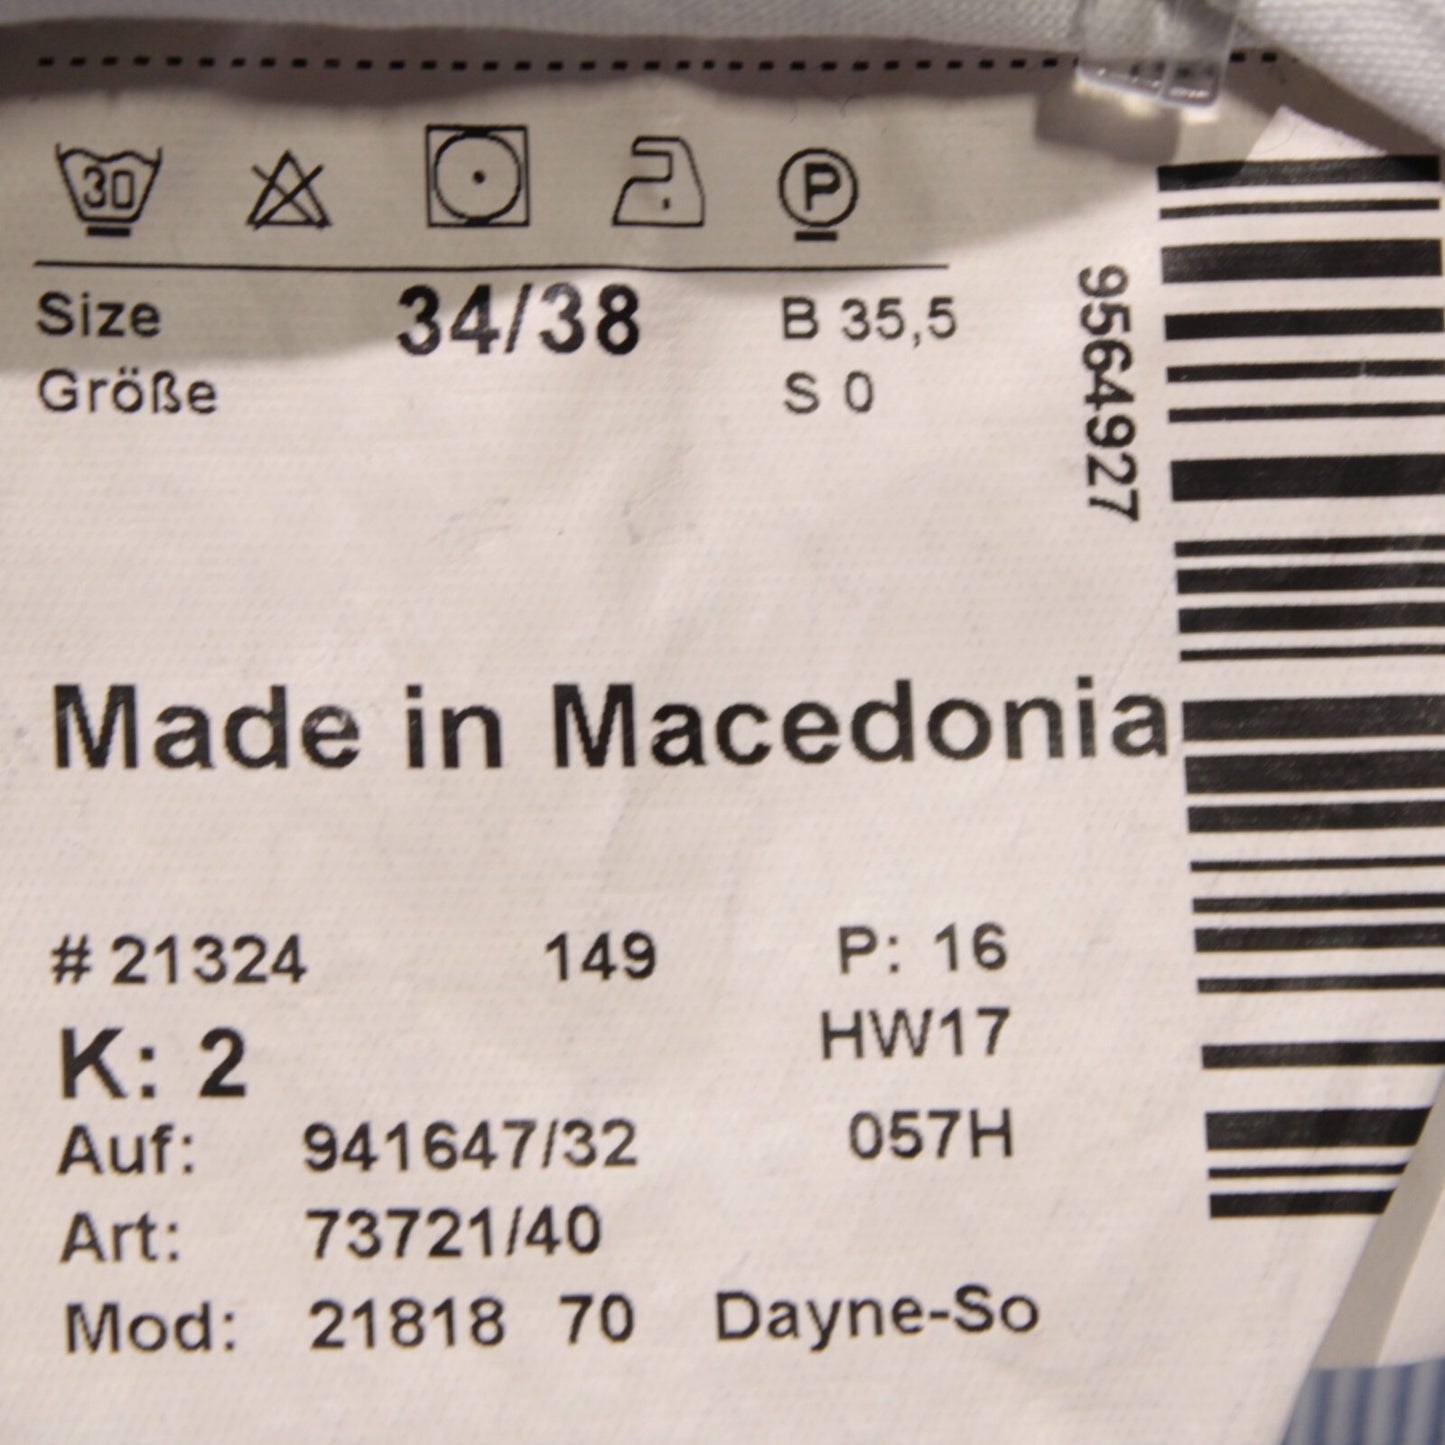 30
P
Size 34/38 B 35,5
Größe S 0
9564927
Made in Macedonia
# 21324 149 P: 16
K: 2 HW17
Auf: 941647/32 057H
Art: 73721/40
Mod: 21818 70 Dayne-So